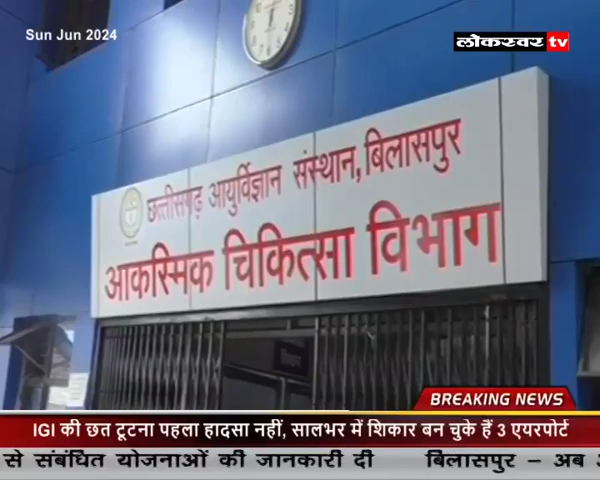 Sun Jun 2024
लोकस्वर tv
छत्तीसगढ़ आयुर्विज्ञान संस्थान, बिलासपुर
आकस्मिक चिकित्सा विभाग
BREAKING NEWS
IGI की छत टूटना पहला हादसा नहीं, सालभर में शिकार बन चुके हैं 3 एयरपोर्ट
से संबंधित योजनाओं की जानकारी दी बिलासपुर – अब